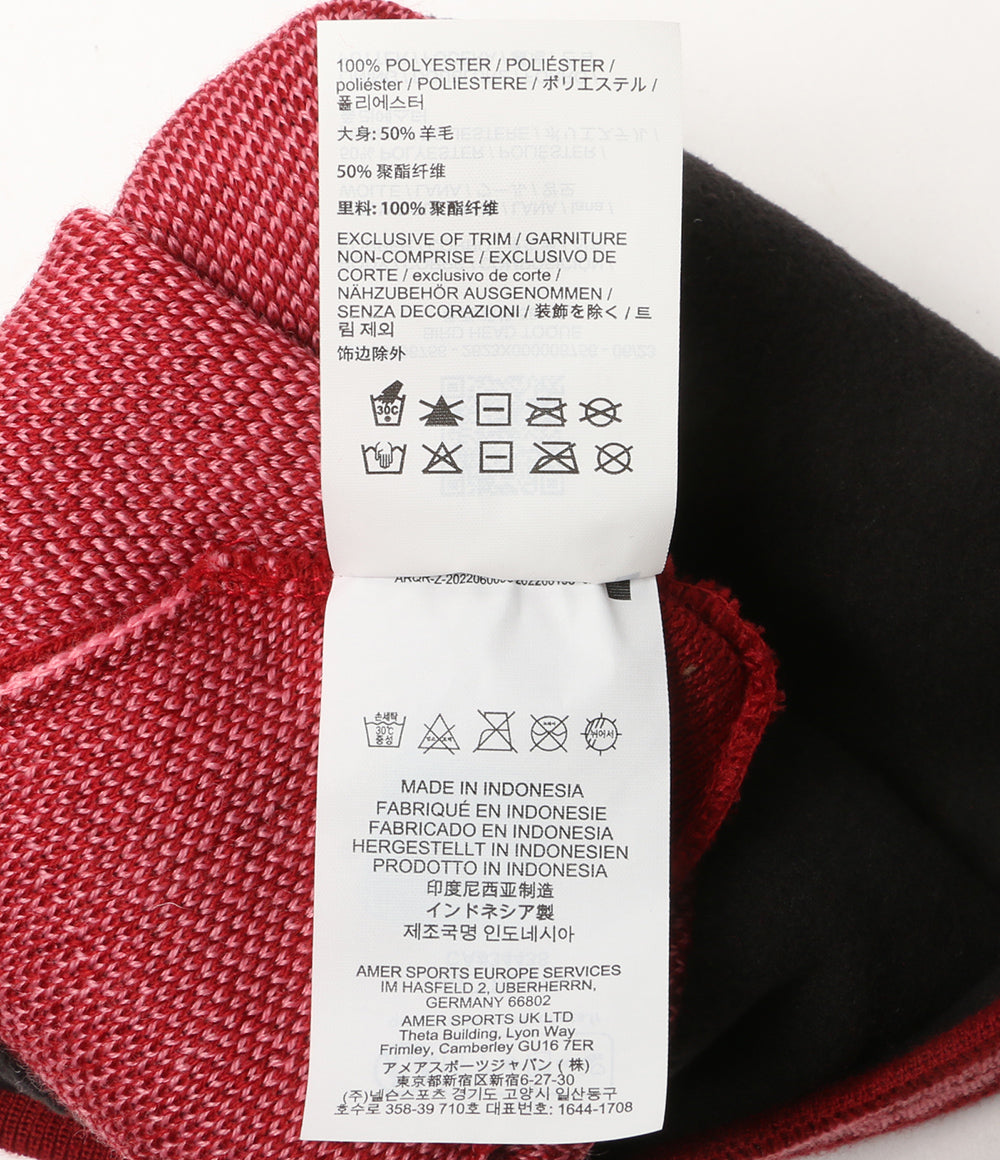 100% POLYESTER / POLIÉSTER /
poliéster / POLIESTERE / ポリエステル /
폴리에스터
大身: 50% 羊毛
50% 聚酯纤维
里料: 100% 聚酯纤维
EXCLUSIVE OF TRIM / GARNITURE
NON-COMPRISE / EXCLUSIVO DE
CORTE / exclusivo de corte /
NÄHZUBEHÖR AUSGENOMMEN /
SENZA DECORAZIONI / 装飾を除く / 트
림 제외
饰边除外
30C
손세탁
30℃
중성
MADE IN INDONESIA
FABRIQUÉ EN INDONESIE
FABRICADO EN INDONESIA
HERGESTELLT IN INDONESIEN
PRODOTTO IN INDONESIA
印度尼西亚制造
インドネシア製
제조국명 인도네시아
AMER SPORTS EUROPE SERVICES
IM HASFELD 2, UBERHERRN,
GERMANY 66802
AMER SPORTS UK LTD
Theta Building, Lyon Way
Frimley, Camberley GU16 7ER
アメアスポーツジャパン ( 株)
東京都新宿区新宿6-27-30
(주)넬슨스포츠 경기도 고양시 일산동구
호수로 358-39 710호 대표번호: 1644-1708